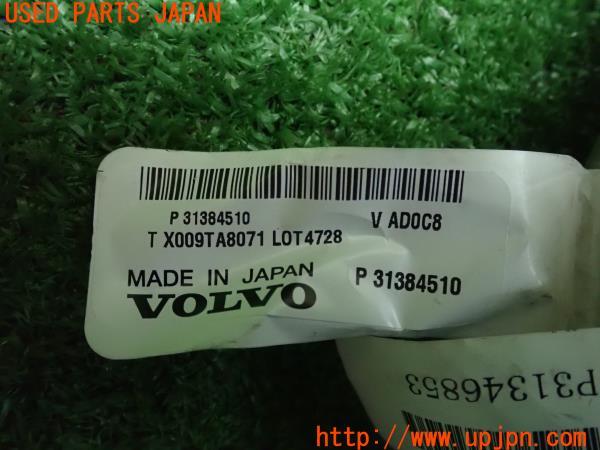 USED PARTS JAPAN
P 31384510 V AD0C8
T X009TA8071 LOT4728
MADE IN JAPAN P 31384510
VOLVO
P31346853
http://www.upjpn.com/